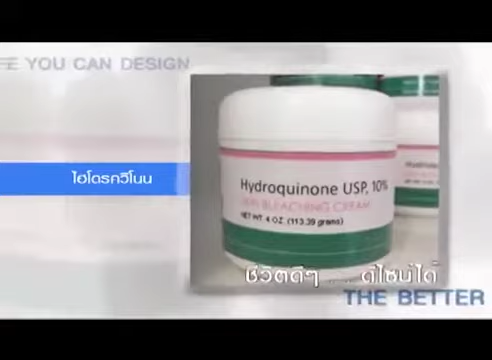 FE YOU CAN DESIGN
ไฮโดรควิโนน
Hydroquinone USP, 10%
SKIN BLEACHING CREAM
NET WT. 4 OZ. (113.39 grams)
ชีวิตดีๆ ดีไซน์ได้
THE BETTER